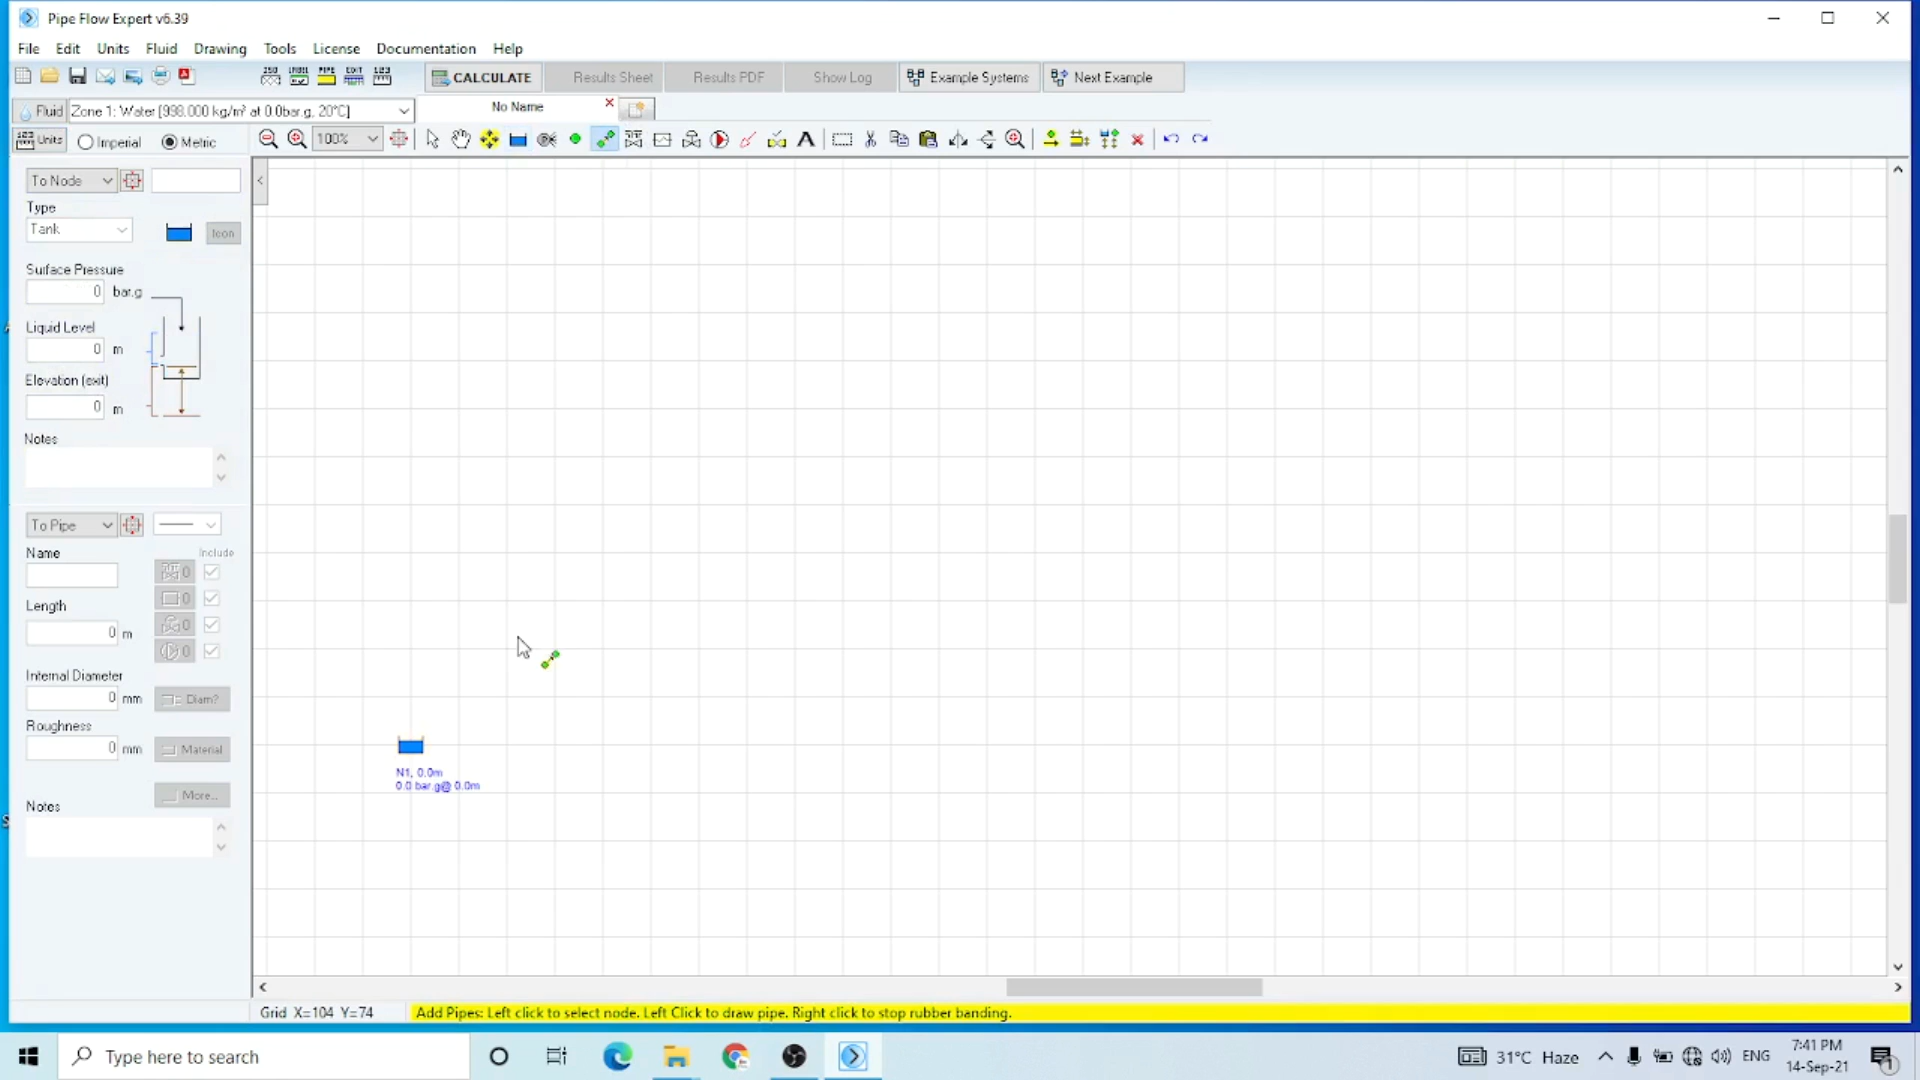 Pipe Flow Expert v6.39
File Edit Units Fluid Drawing Tools License Documentation Help
CALCULATE Results Sheet Results PDF Show Log Example Systems Next Example
Fluid Zone 1: Water [998.000 kg/m³ at 0.0bar.g, 20°C] No Name
Units Imperial Metric 100%
To Node
Type
Tank Icon
Surface Pressure
0 bar.g
Liquid Level
0 m
Elevation (exit)
0 m
Notes
To Pipe
Name Include
0
Length 0
0 m 0
0
Internal Diameter
0 mm Diam?
Roughness
0 mm Material
More...
Notes
N1, 0.0m
0.0 bar.g@ 0.0m
Grid X=104 Y=74 Add Pipes: Left click to select node. Left Click to draw pipe. Right click to stop rubber banding.
Type here to search 31°C Haze ENG 7:41 PM
14-Sep-21 1